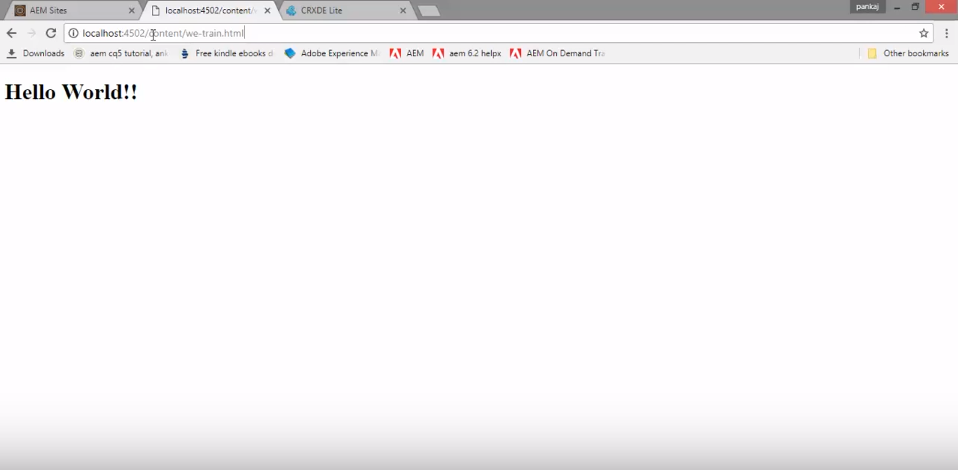 AEM Sites localhost:4502/content/ CRXDE Lite pankaj
localhost:4502/content/we-train.html
Downloads aem cq5 tutorial, ank Free kindle ebooks d Adobe Experience M AEM aem 6.2 helpx AEM On Demand Tra Other bookmarks
Hello World!!